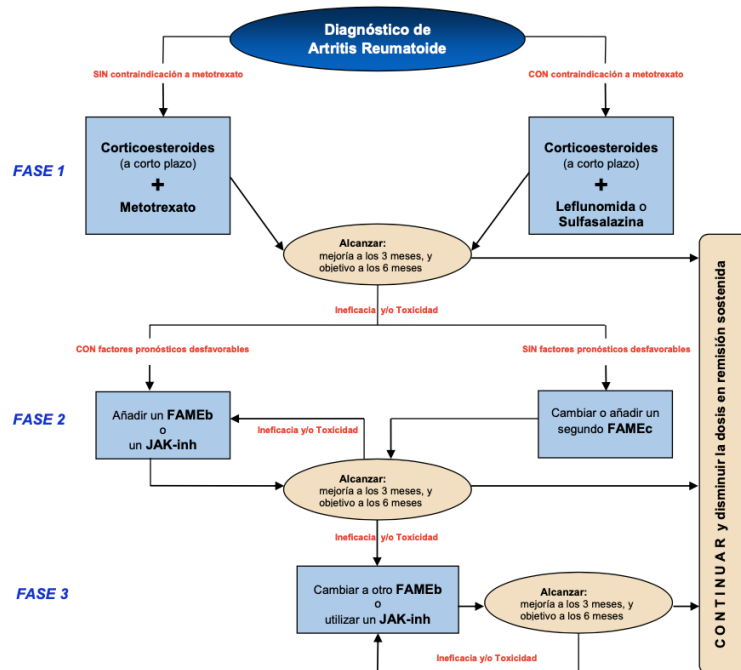 Diagnóstico de
Artritis Reumatoide
SIN contraindicación a metotrexato
CON contraindicación a metotrexato
FASE 1
Corticoesteroides
(a corto plazo)
+
Metotrexato
Corticoesteroides
(a corto plazo)
+
Leflunomida o
Sulfasalazina
Alcanzar:
mejoría a los 3 meses, y
objetivo a los 6 meses
Ineficacia y/o Toxicidad
CON factores pronósticos desfavorables
SIN factores pronósticos desfavorables
FASE 2
Añadir un FAMEb
o
un JAK-inh
Ineficacia y/o Toxicidad
Cambiar o añadir un
segundo FAMEc
Alcanzar:
mejoría a los 3 meses, y
objetivo a los 6 meses
Ineficacia y/o Toxicidad
FASE 3
Cambiar a otro FAMEb
o
utilizar un JAK-inh
Alcanzar:
mejoría a los 3 meses, y
objetivo a los 6 meses
Ineficacia y/o Toxicidad
CONTINUAR y disminuir la dosis en remisión sostenida